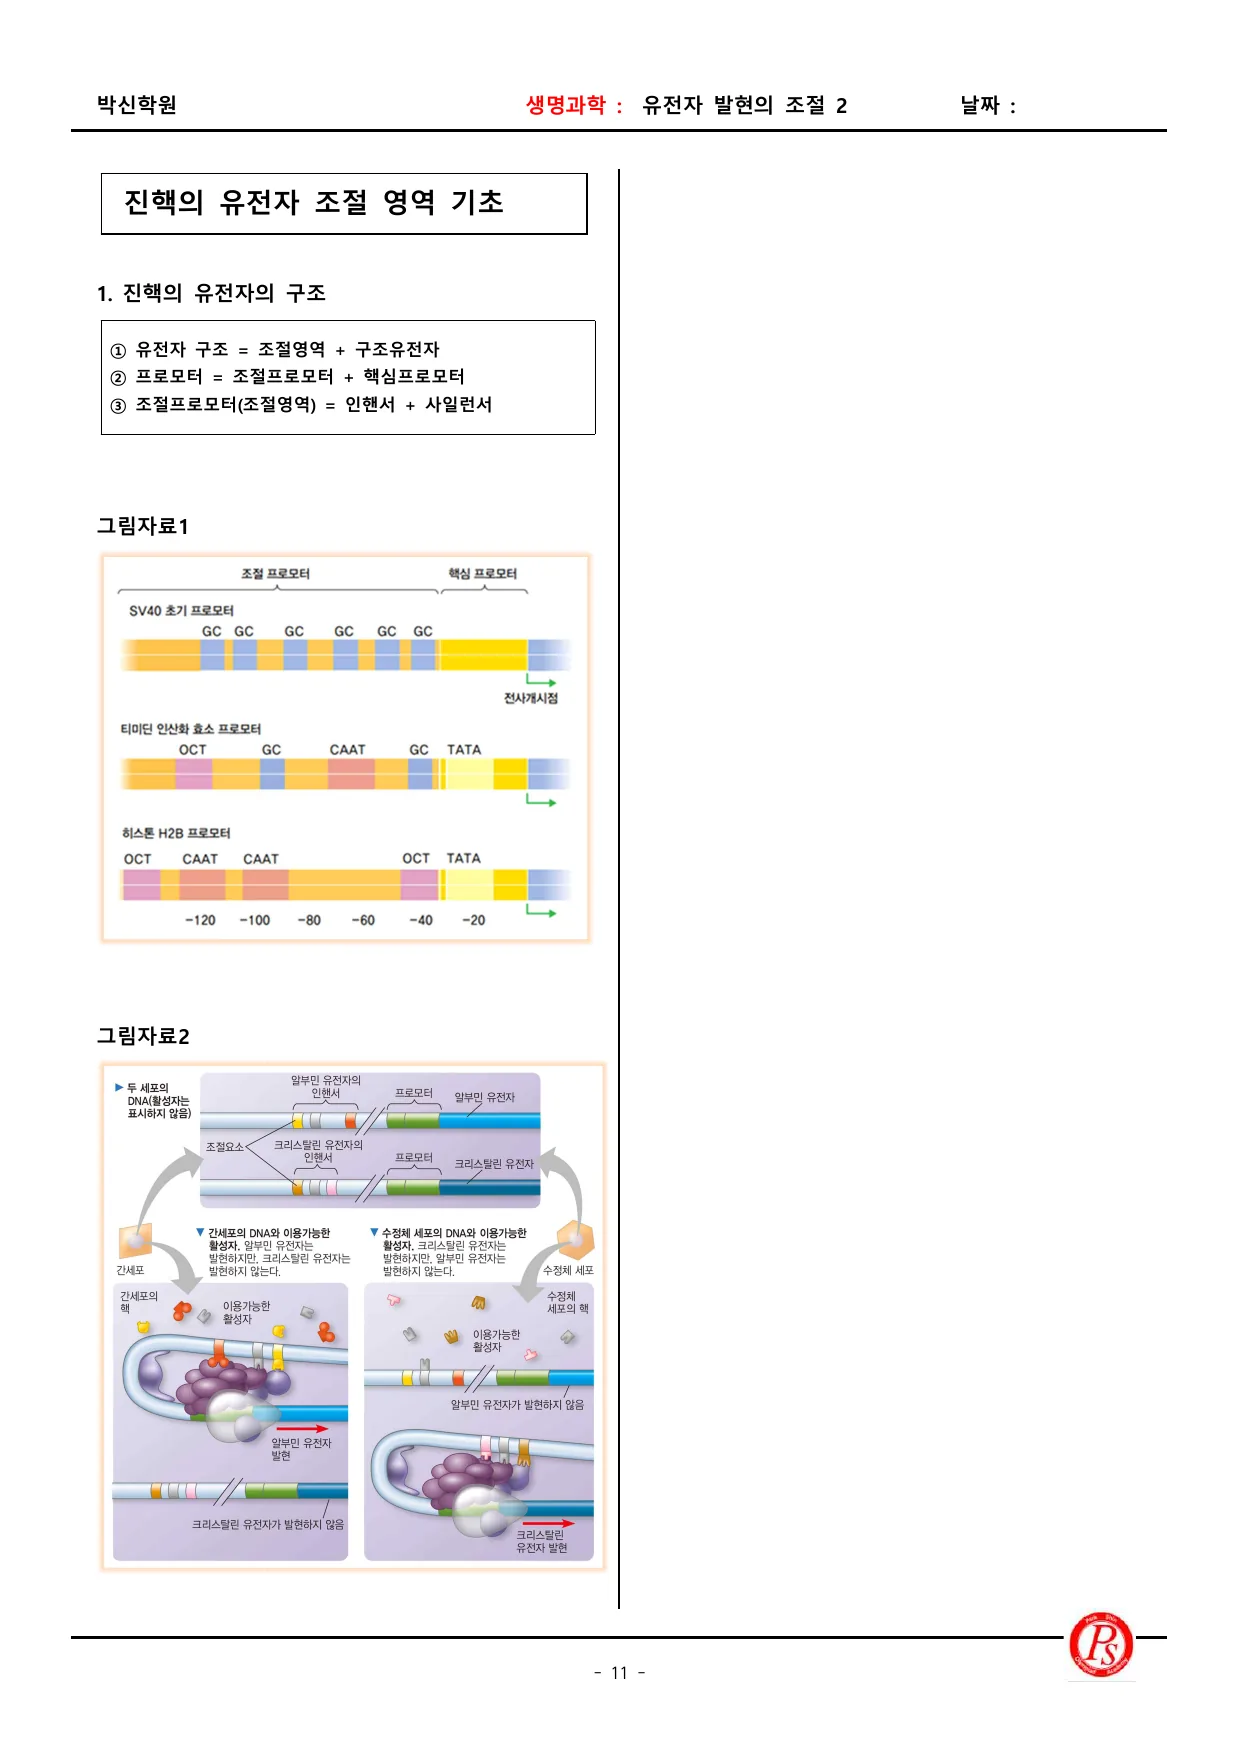 박신학원 생명과학 : 유전자 발현의 조절 2 날짜 :
진핵의 유전자 조절 영역 기초
1. 진핵의 유전자의 구조
① 유전자 구조 = 조절영역 + 구조유전자
② 프로모터 = 조절프로모터 + 핵심프로모터
③ 조절프로모터(조절영역) = 인핸서 + 사일런서
그림자료1
조절 프로모터 핵심 프로모터
SV40 초기 프로모터
GC GC GC GC GC GC
전사개시점
티미딘 인산화 효소 프로모터
OCT GC CAAT GC TATA
히스톤 H2B 프로모터
OCT CAAT CAAT OCT TATA
-120 -100 -80 -60 -40 -20
그림자료2
▶ 두 세포의
DNA(활성자는
표시하지 않음)
알부민 유전자의
인핸서
프로모터
알부민 유전자
조절요소
크리스탈린 유전자의
인핸서
프로모터
크리스탈린 유전자
간세포
▼ 간세포의 DNA와 이용가능한
활성자. 알부민 유전자는
발현하지만, 크리스탈린 유전자는
발현하지 않는다.
▼ 수정체 세포의 DNA와 이용가능한
활성자. 크리스탈린 유전자는
발현하지만, 알부민 유전자는
발현하지 않는다.
수정체 세포
간세포의
핵
이용가능한
활성자
알부민 유전자
발현
크리스탈린 유전자가 발현하지 않음
수정체
세포의 핵
이용가능한
활성자
알부민 유전자가 발현하지 않음
크리스탈린
유전자 발현
Ps
- 11 -